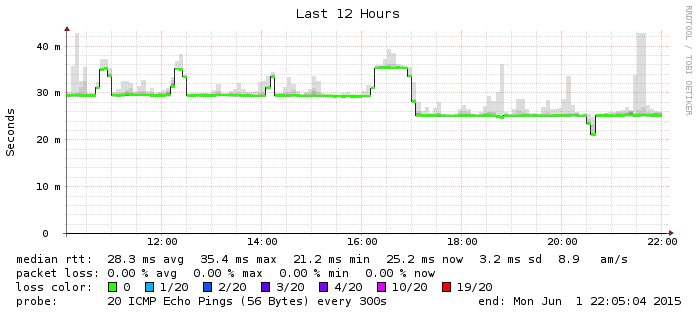 Last 12 Hours
RRDTOOL / TOBI OETIKER
Seconds
40 m
30 m
20 m
10 m
0
12:00 14:00 16:00 18:00 20:00 22:00
median rtt: 28.3 ms avg 35.4 ms max 21.2 ms min 25.2 ms now 3.2 ms sd 8.9 am/s
packet loss: 0.00 % avg 0.00 % max 0.00 % min 0.00 % now
loss color: 0 1/20 2/20 3/20 4/20 10/20 19/20
probe: 20 ICMP Echo Pings (56 Bytes) every 300s end: Mon Jun 1 22:05:04 2015